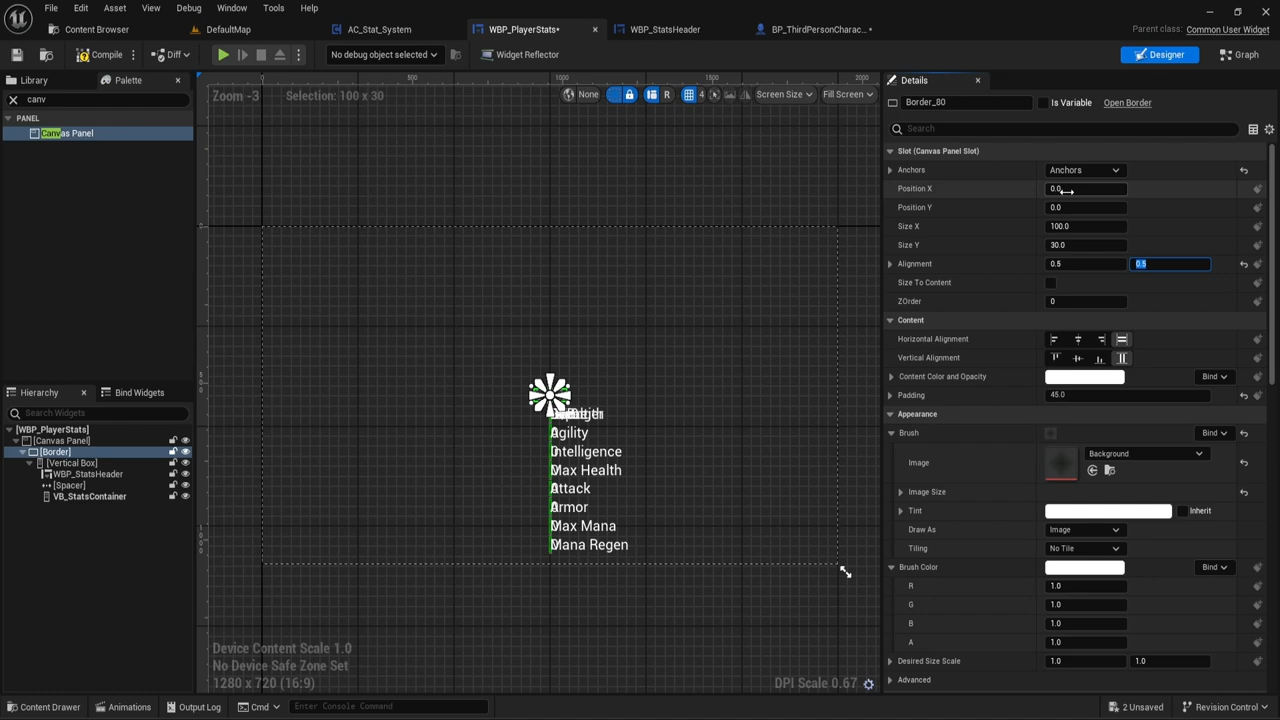 File Edit Asset View Debug Window Tools Help
Content Browser DefaultMap AC_Stat_System WBP_PlayerStats• WBP_StatsHeader BP_ThirdPersonCharac... •
Parent class: Common User Widget
Compile Diff No debug object selected Window Reflector Designer Graph
Library Palette
canv
PANEL
Canvas Panel
Hierarchy Bind Widgets
Search Widgets
[WBP_PlayerStats]
[Canvas Panel]
[Border]
[Vertical Box]
WBP_StatsHeader
[Spacer]
VB_StatsContainer
0 500 1000 1500 2000
Zoom -3 Selection: 100 x 30
None R 4 Screen Size Fill Screen
0
500
1000
Agility
Intelligence
Max Health
Attack
Armor
Max Mana
Mana Regen
Device Content Scale 1.0
No Device Safe Zone Set
1280 x 720 (16:9)
DPI Scale 0.67
Details
Border_80 Is Variable Open Border
Search
Slot (Canvas Panel Slot)
Anchors Anchors
Position X 0.0
Position Y 0.0
Size X 100.0
Size Y 30.0
Alignment 0.5 0.5
Size To Content
ZOrder 0
Content
Horizontal Alignment
Vertical Alignment
Content Color and Opacity Bind
Padding 45.0
Appearance
Brush Bind
Image Background
Image Size
Tint Inherit
Draw As Image
Tiling No Tile
Brush Color Bind
R 1.0
G 1.0
B 1.0
A 1.0
Desired Size Scale 1.0 1.0
Advanced
Content Drawer Animations Output Log Cmd Enter Console Command 2 Unsaved Revision Control